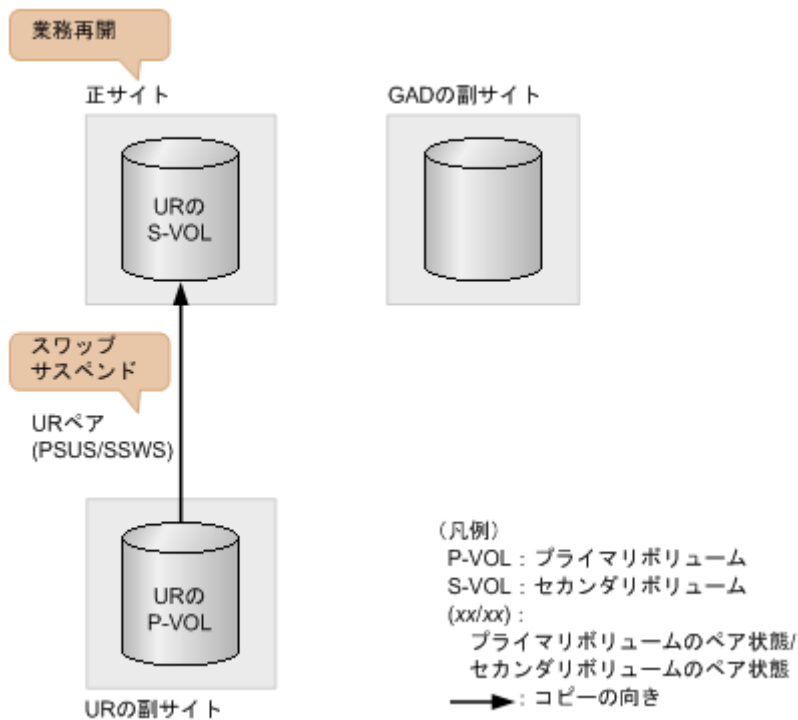 業務再開
正サイト
GADの副サイト
URの
S-VOL
スワップ
サスペンド
URペア
(PSUS/SSWS)
URの
P-VOL
URの副サイト
（凡例）
P-VOL：プライマリボリューム
S-VOL：セカンダリボリューム
(xx/xx)：
プライマリボリュームのペア状態/
セカンダリボリュームのペア状態
：コピーの向き